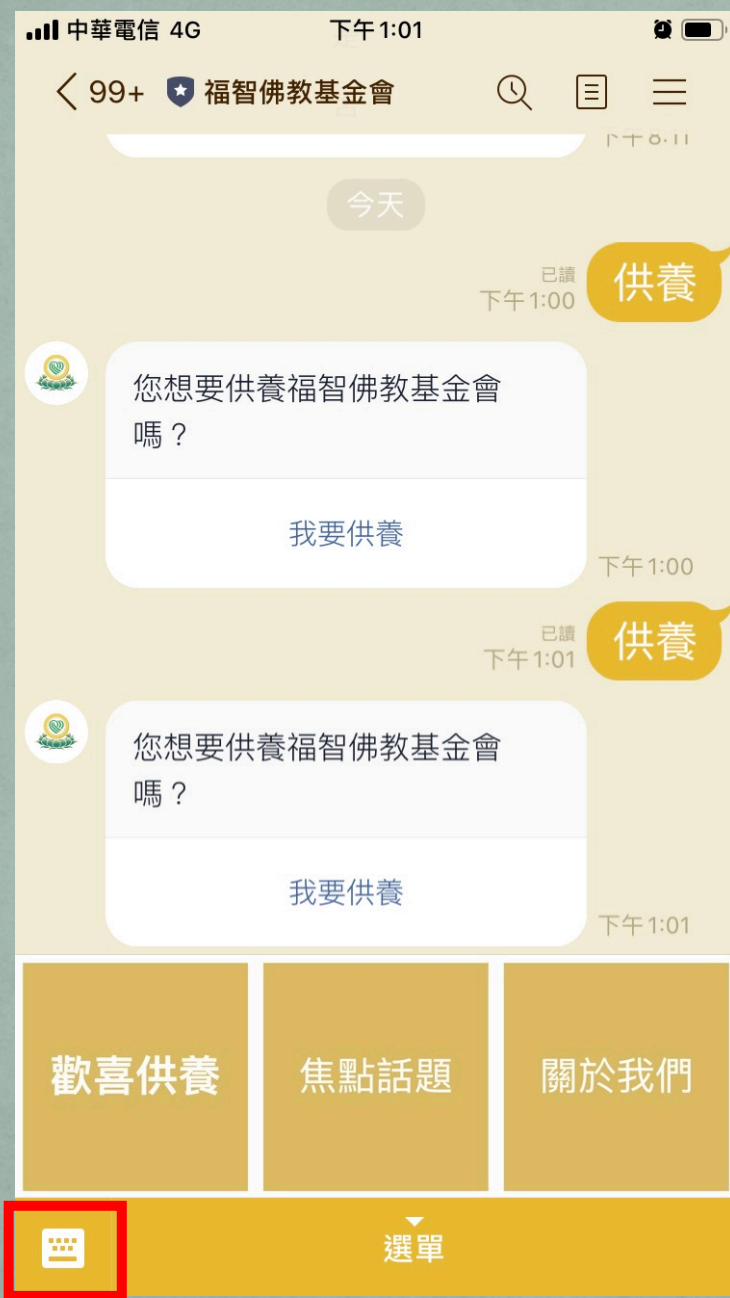 中華電信 4G 下午1:01
99+ 福智佛教基金會
下午 8:11
今天
已讀
下午1:00
供養
您想要供養福智佛教基金會
嗎？
我要供養
下午1:00
已讀
下午1:01
供養
您想要供養福智佛教基金會
嗎？
我要供養
下午1:01
歡喜供養 焦點話題 關於我們
選單